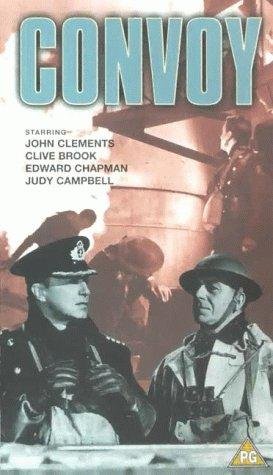 CONVOY
STARRING
JOHN CLEMENTS
CLIVE BROOK
EDWARD CHAPMAN
JUDY CAMPBELL
PG